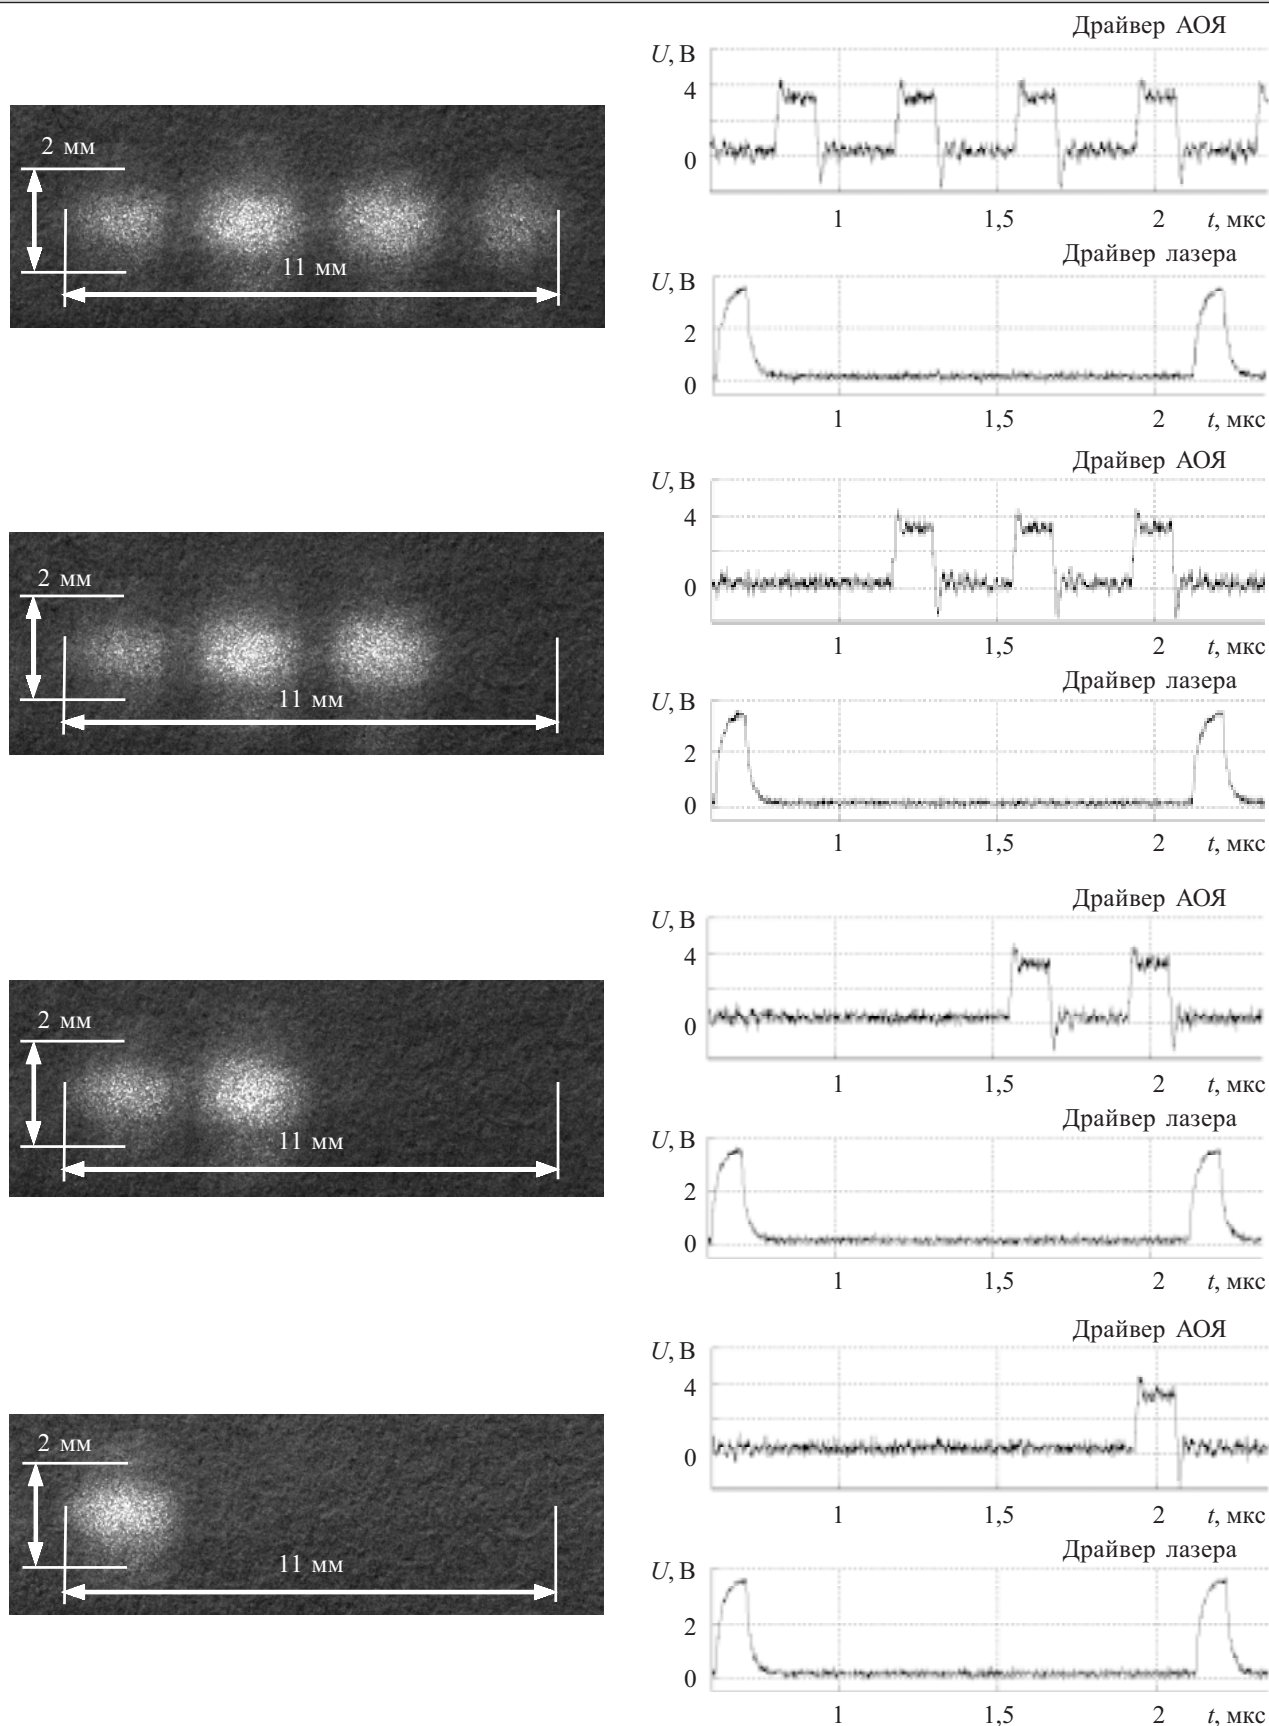 Драйвер АОЯ
U, В
4
0
1 1,5 2 t, мкс
2 мм
11 мм
Драйвер лазера
U, В
2
0
1 1,5 2 t, мкс
Драйвер АОЯ
U, В
4
0
1 1,5 2 t, мкс
2 мм
11 мм
Драйвер лазера
U, В
2
0
1 1,5 2 t, мкс
Драйвер АОЯ
U, В
4
0
1 1,5 2 t, мкс
2 мм
11 мм
Драйвер лазера
U, В
2
0
1 1,5 2 t, мкс
Драйвер АОЯ
U, В
4
0
1 1,5 2 t, мкс
2 мм
11 мм
Драйвер лазера
U, В
2
0
1 1,5 2 t, мкс